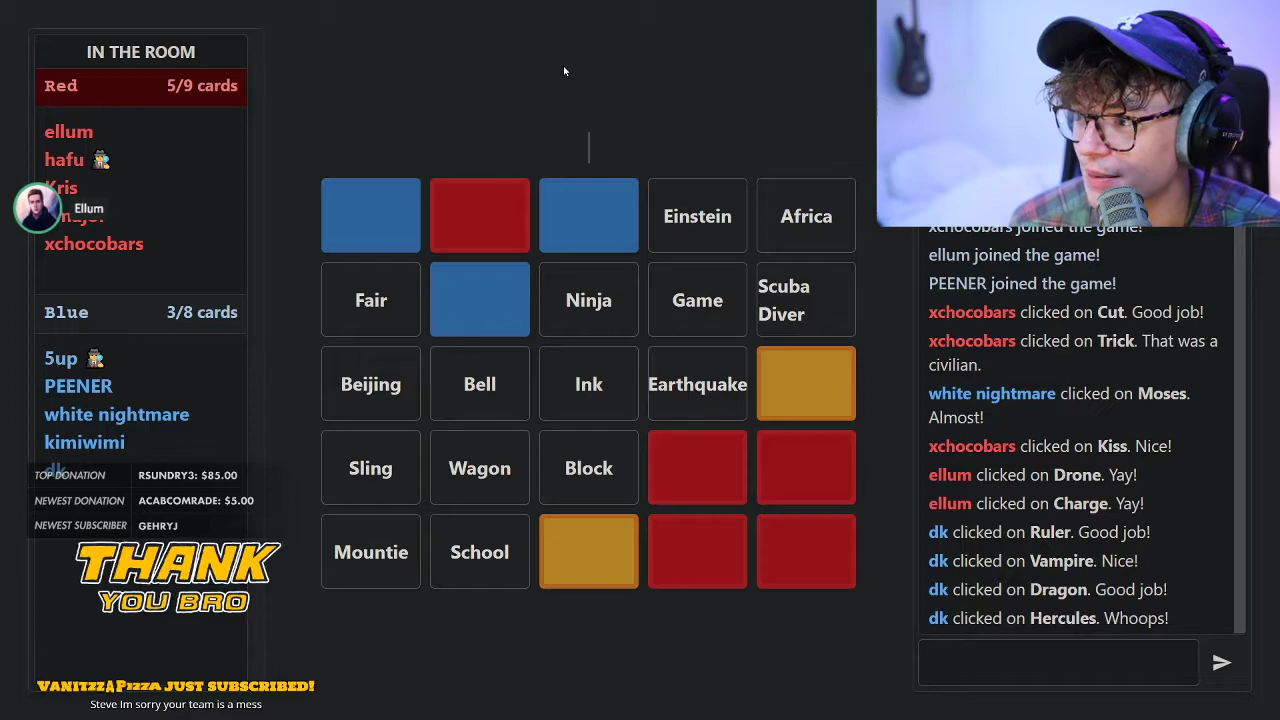 IN THE ROOM
Red 5/9 cards
ellum
hafu
Kris
Ellum
xchocobars
Blue 3/8 cards
5up
PEENER
white nightmare
kimiwimi
dk
TOP DONATION RSUNDRY3: $85.00
NEWEST DONATION ACABCOMRADE: $5.00
NEWEST SUBSCRIBER GEHRYJ
THANK
YOU BRO
VANITZZAPIZZA JUST SUBSCRIBED!
Steve Im sorry your team is a mess
Einstein Africa
Fair Ninja Game Scuba
Diver
Beijing Bell Ink Earthquake
Sling Wagon Block
Mountie School
xchocobars joined the game!
ellum joined the game!
PEENER joined the game!
xchocobars clicked on Cut. Good job!
xchocobars clicked on Trick. That was a
civilian.
white nightmare clicked on Moses.
Almost!
xchocobars clicked on Kiss. Nice!
ellum clicked on Drone. Yay!
ellum clicked on Charge. Yay!
dk clicked on Ruler. Good job!
dk clicked on Vampire. Nice!
dk clicked on Dragon. Good job!
dk clicked on Hercules. Whoops!